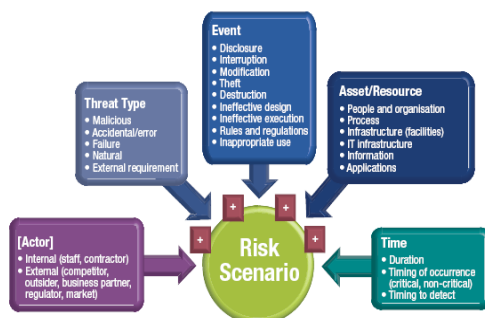 Event
• Disclosure
• Interruption
• Modification
• Theft
• Destruction
• Ineffective design
• Ineffective execution
• Rules and regulations
• Inappropriate use
Threat Type
• Malicious
• Accidental/error
• Failure
• Natural
• External requirement
Asset/Resource
• People and organisation
• Process
• Infrastructure (facilities)
• IT infrastructure
• Information
• Applications
[Actor]
• Internal (staff, contractor)
• External (competitor,
outsider, business partner,
regulator, market)
+
+
+
+
Risk
Scenario
Time
• Duration
• Timing of occurrence
(critical, non-critical)
• Timing to detect